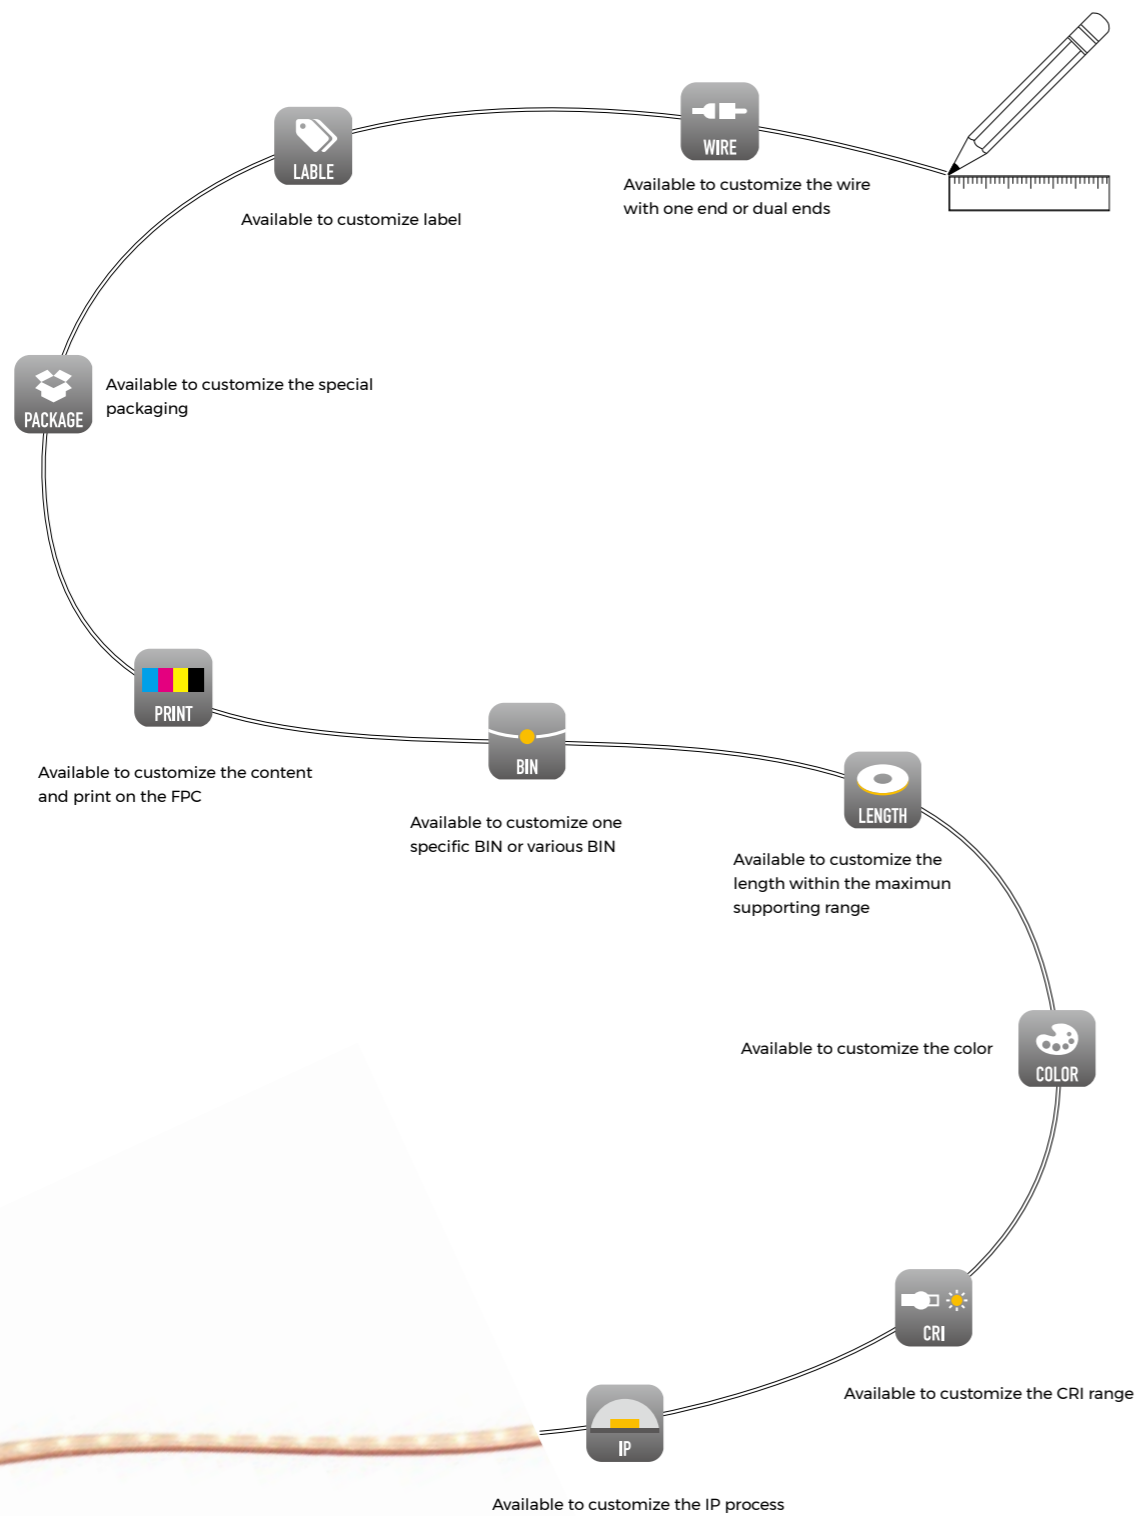 WIRE
Available to customize the wire
with one end or dual ends
LABLE
Available to customize label
PACKAGE
Available to customize the special
packaging
PRINT
Available to customize the content
and print on the FPC
BIN
Available to customize one
specific BIN or various BIN
LENGTH
Available to customize the
length within the maximun
supporting range
COLOR
Available to customize the color
CRI
Available to customize the CRI range
IP
Available to customize the IP process